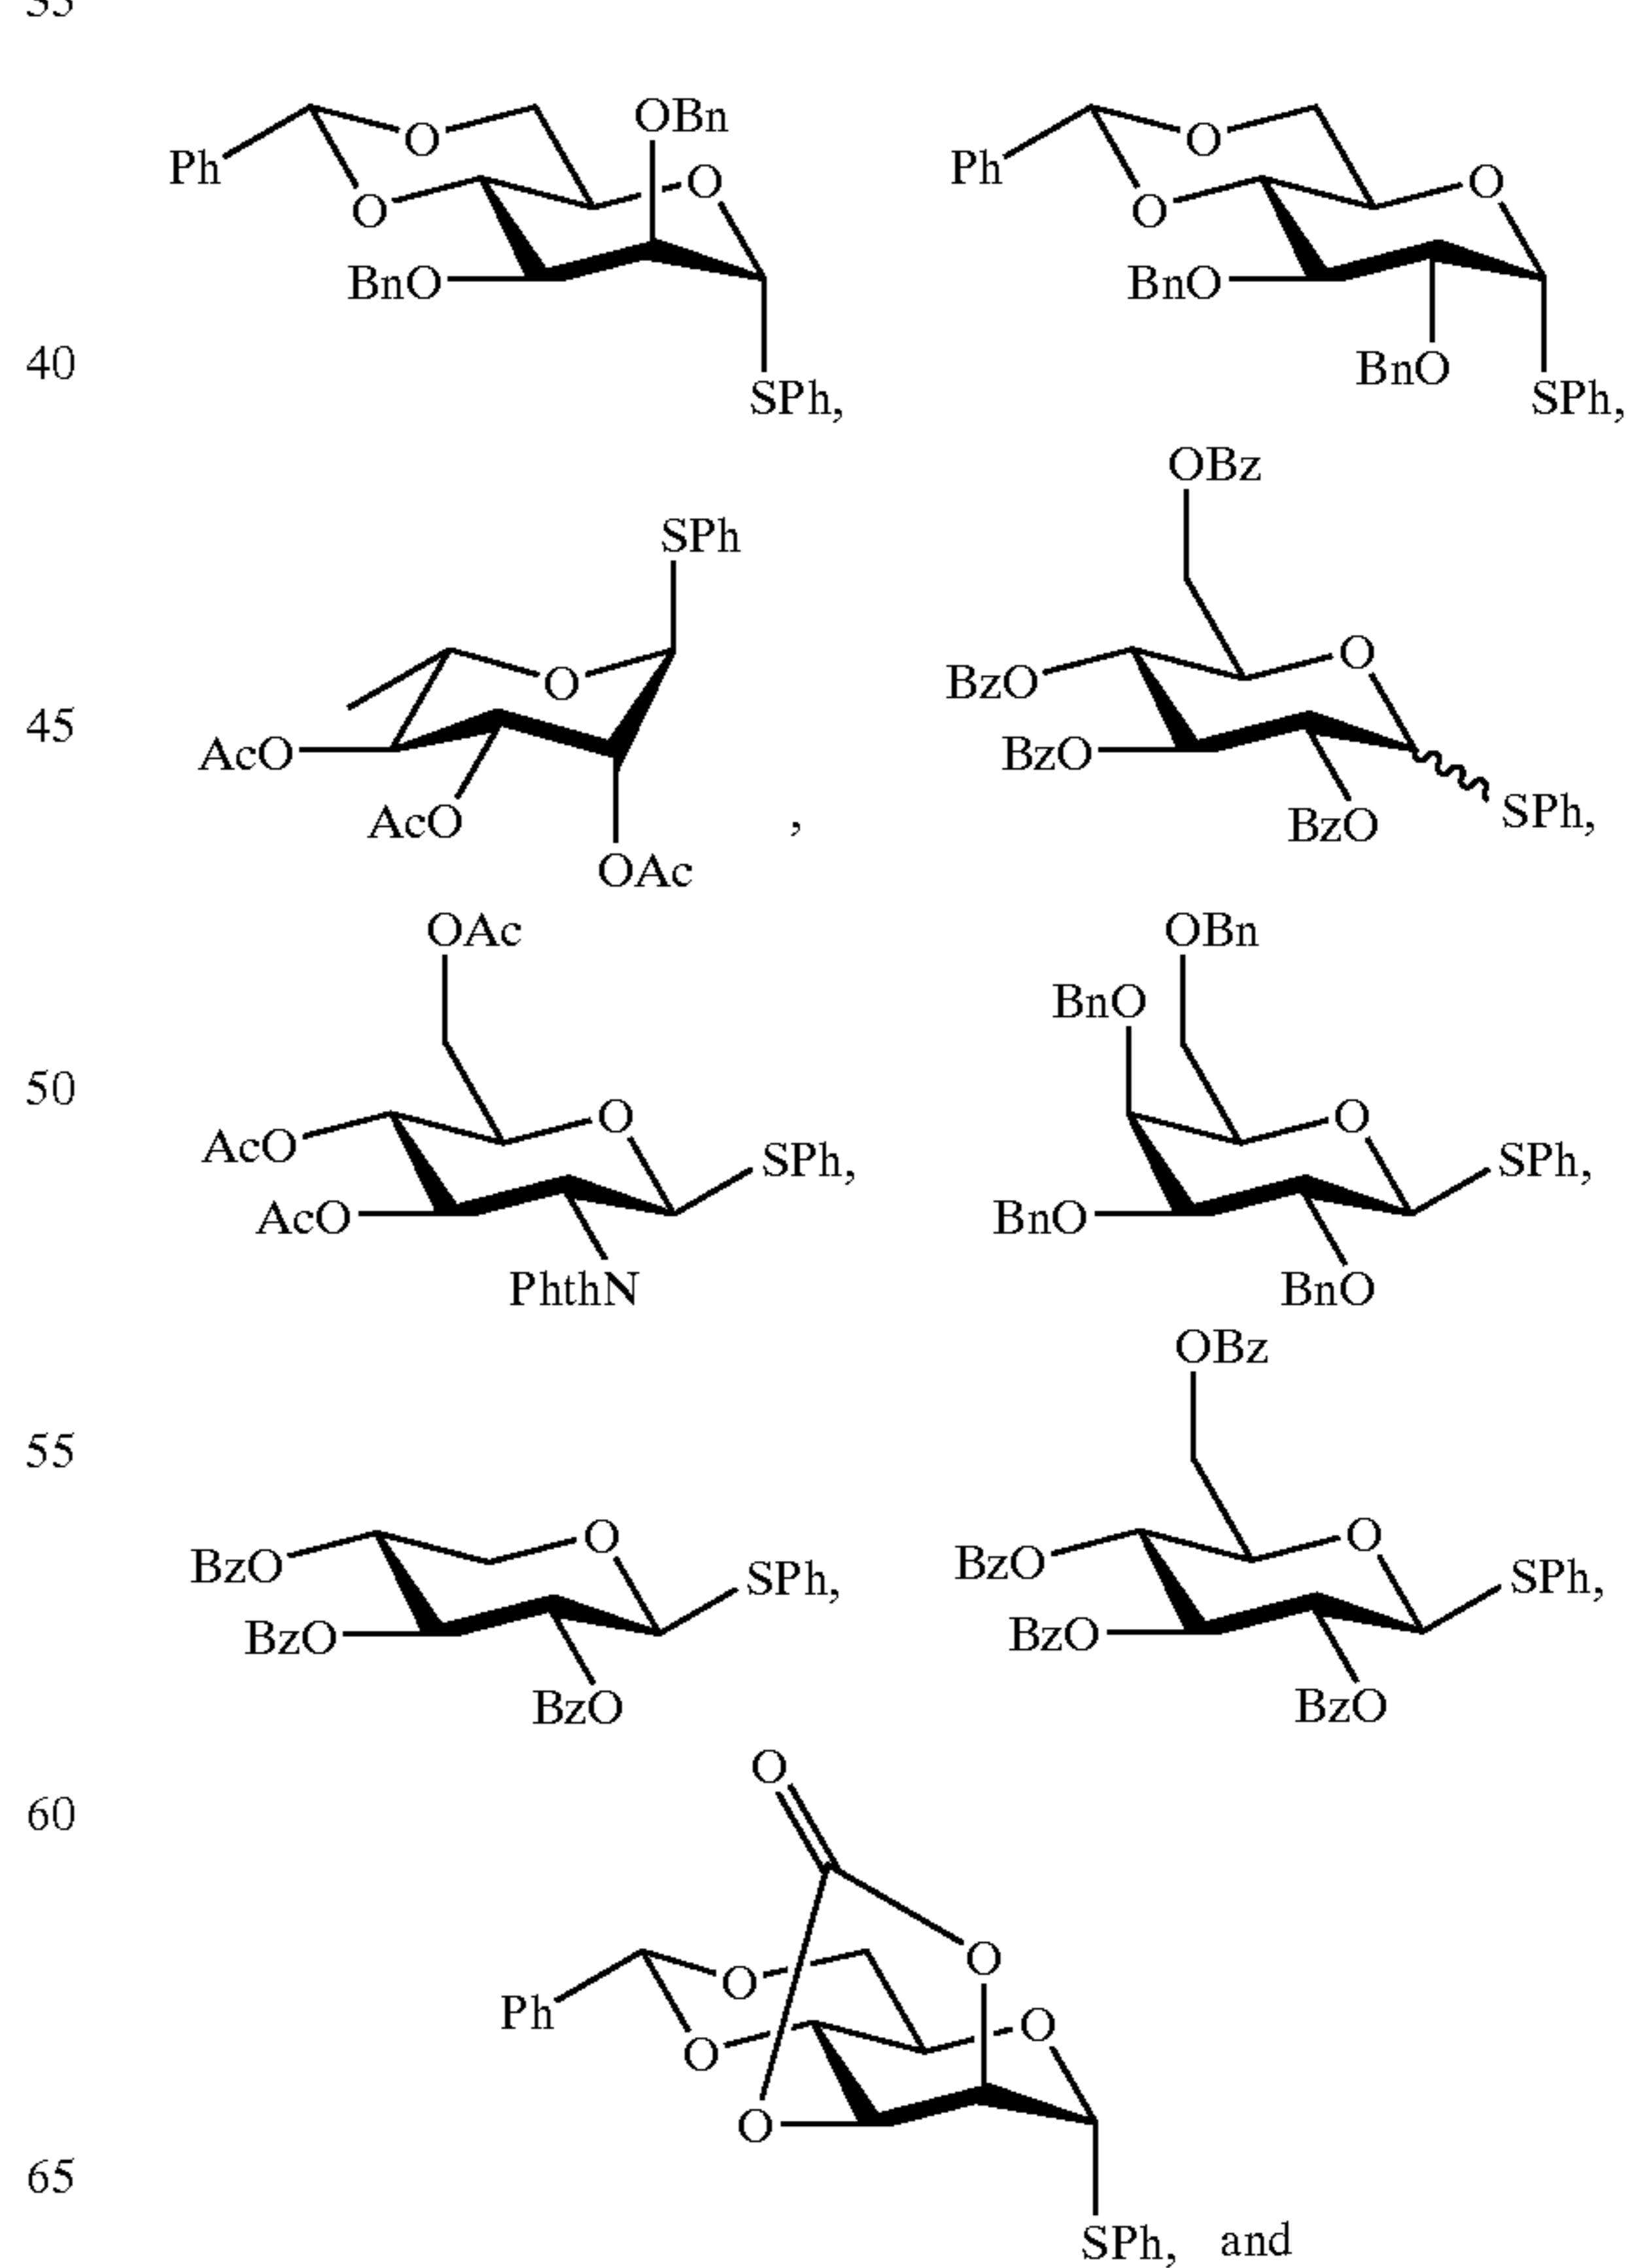 35
OBn
Ph O O
O
BnO
SPh,
Ph O O
O
BnO
BnO
SPh,
40
SPh
O
AcO
AcO
OAc
,
OBz
O
BzO
BzO
BzO
SPh,
45
OAc
O
AcO
SPh,
AcO
PhthN
OBn
BnO
O
SPh,
BnO
BnO
50
O
BzO
SPh,
BzO
BzO
OBz
O
BzO
SPh,
BzO
BzO
55
O
60
O
O
Ph
O
O
O
65
SPh, and